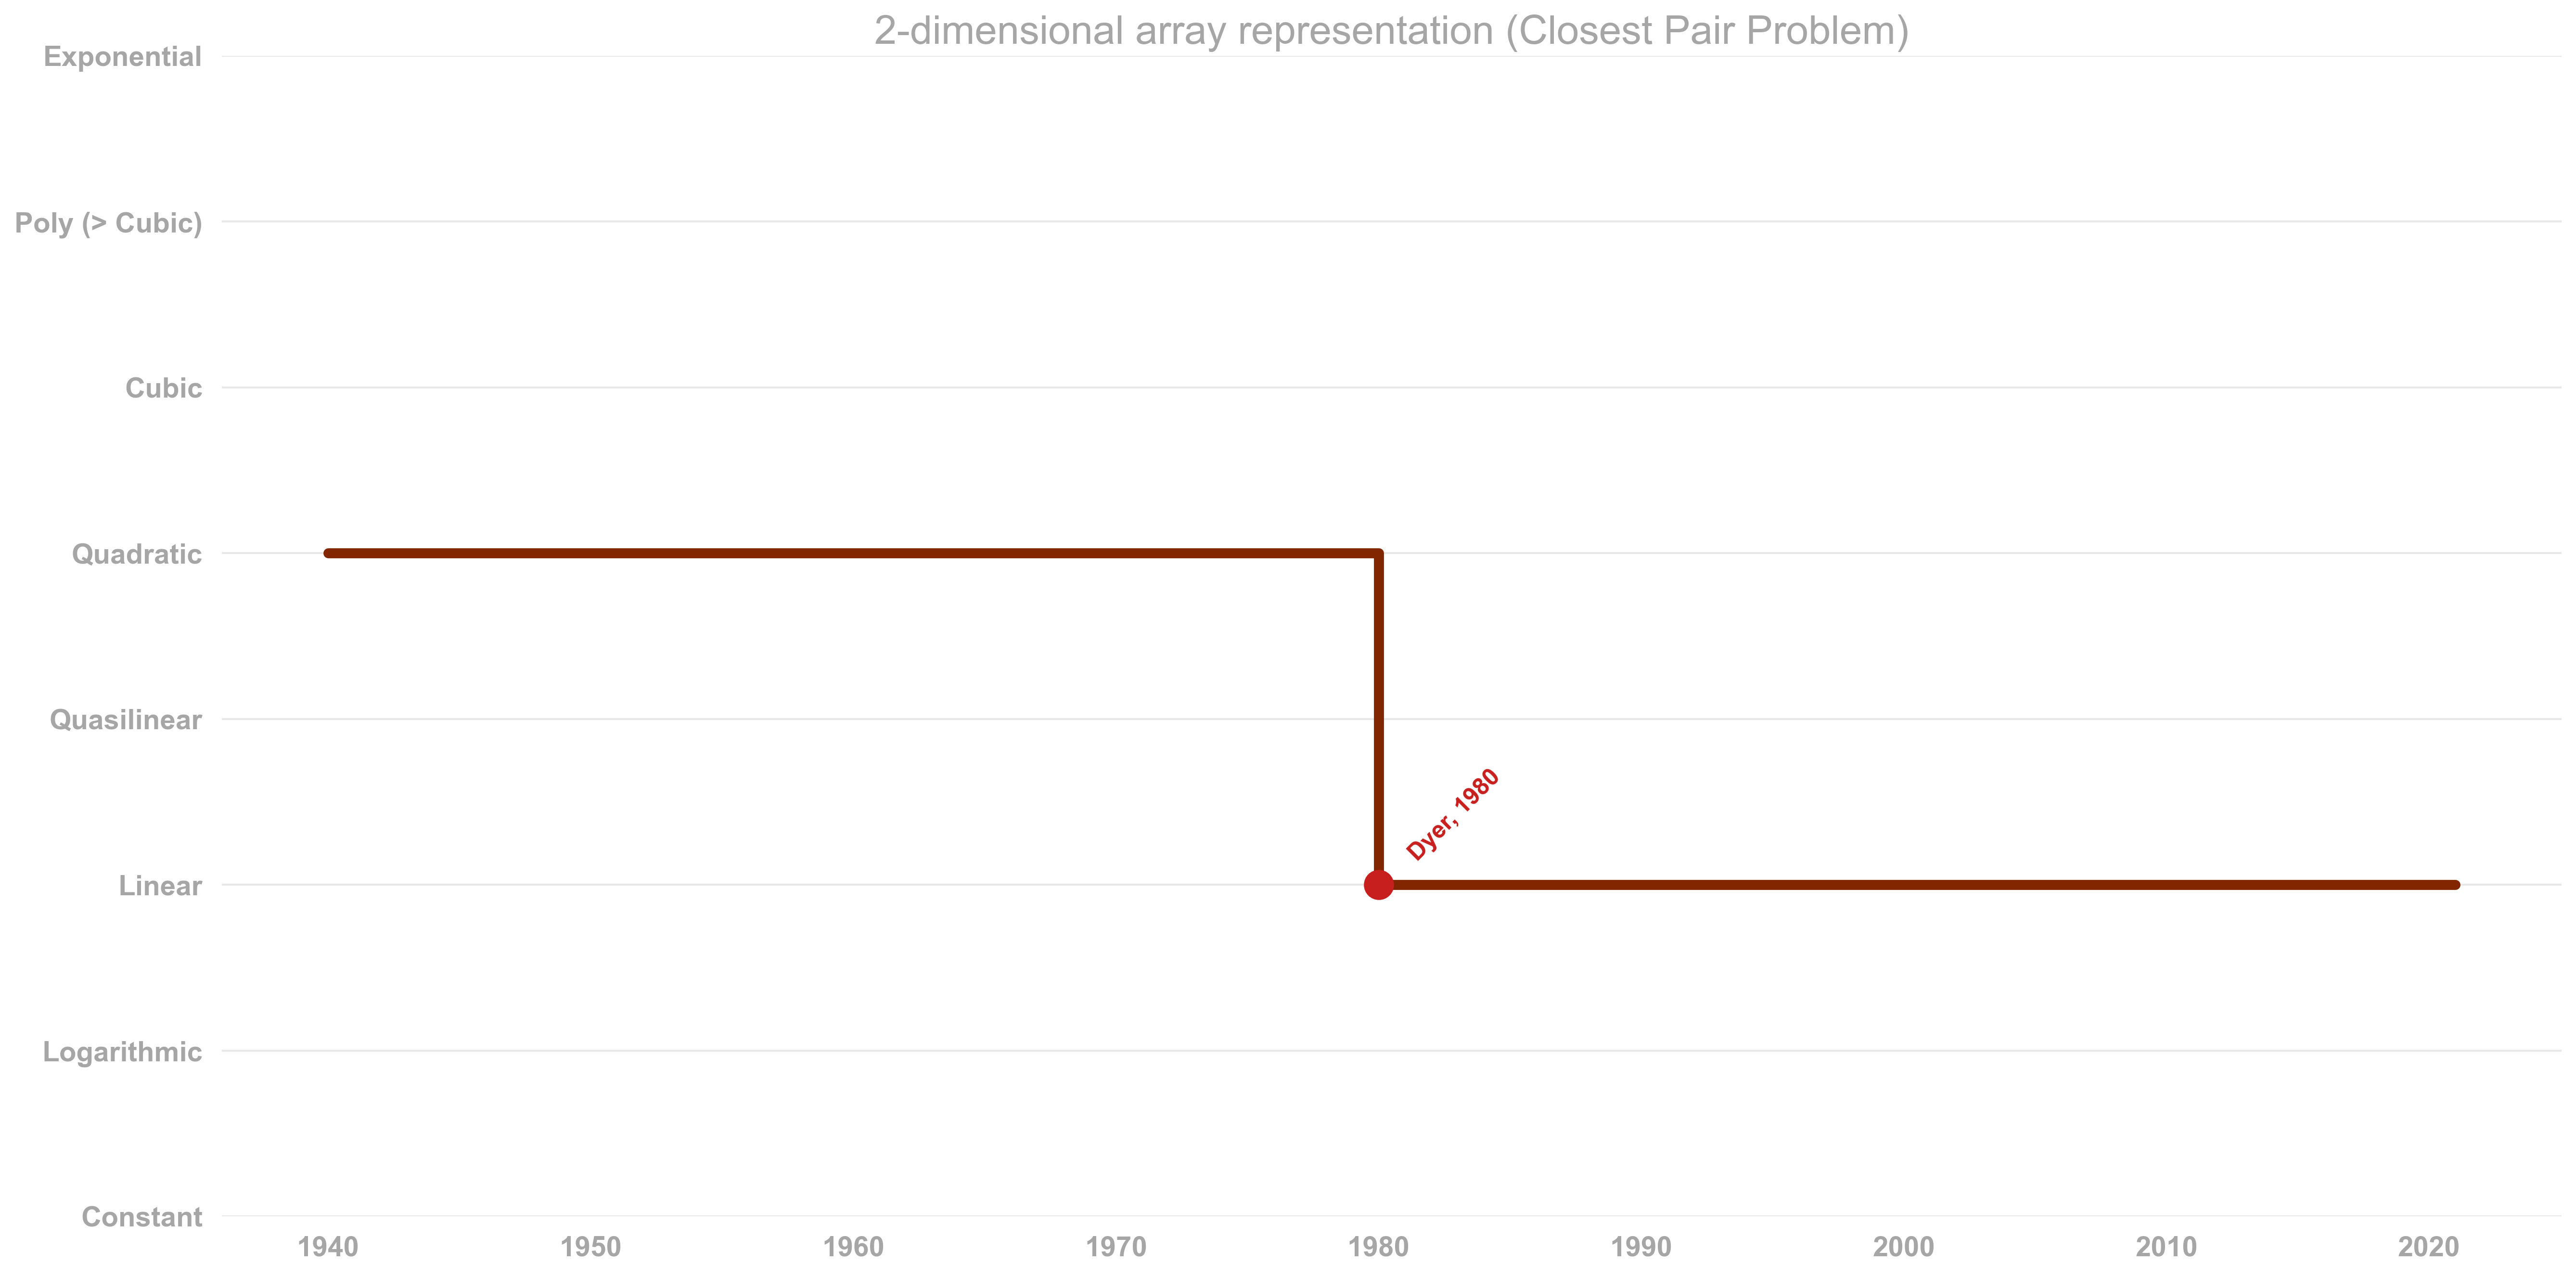 2-dimensional array representation (Closest Pair Problem)
Exponential
Poly (> Cubic)
Cubic
Quadratic
Quasilinear
Dyer, 1980
Linear
Logarithmic
Constant
1940 1950 1960 1970 1980 1990 2000 2010 2020